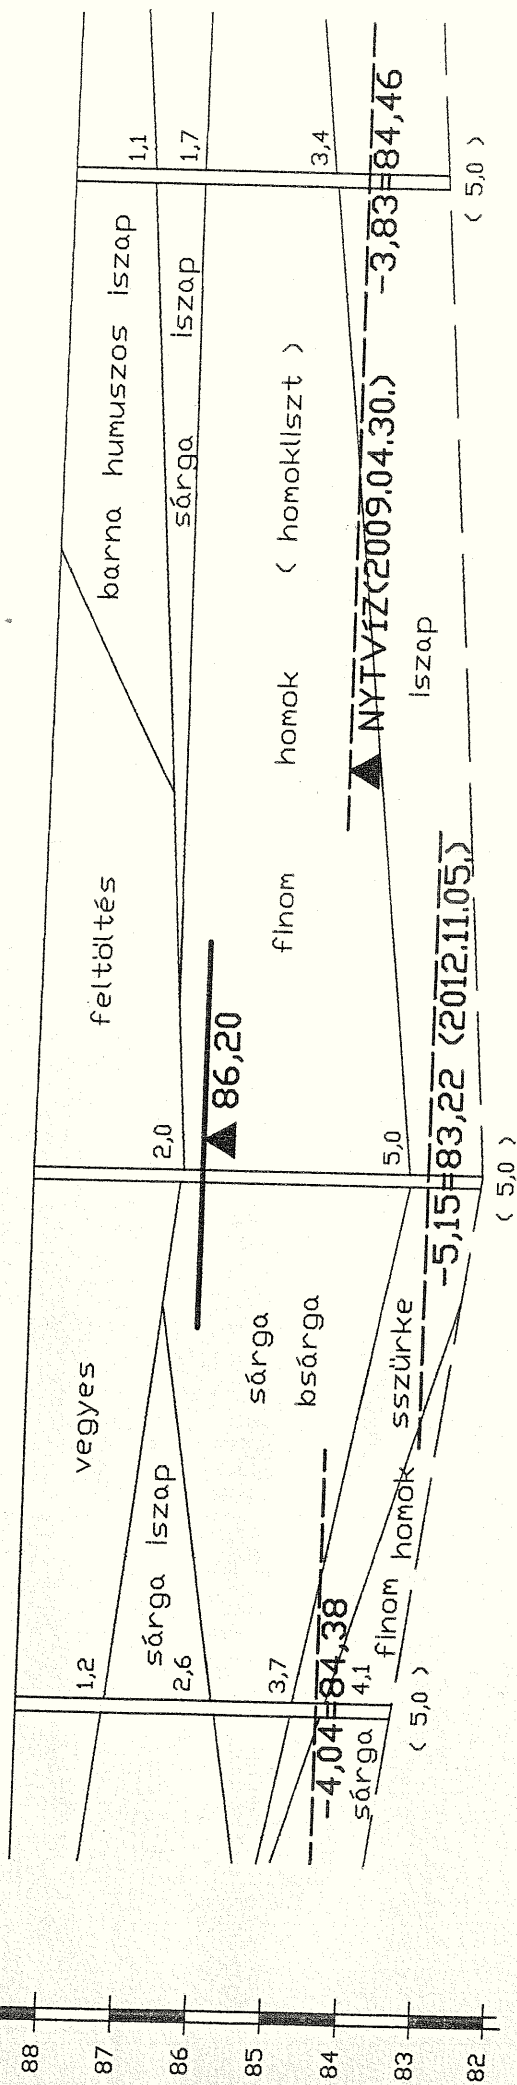 88
87
86
85
84
83
82
1,2
2,6
3,7
4,1
( 5,0 )
sárga iszap
-4,04=84,38
sárga
finom homok
vegyes feltöltés
sárga finom homok ( homokliszt )
bsárga
sszürke iszap
2,0
5,0
( 5,0 )
86,20
-5,15=83,22 (2012.11.05.)
NYTVÍZ(2009.04.30.)
barna humuszos iszap
sárga iszap
1,1
1,7
3,4
-3,83=84,46
( 5,0 )